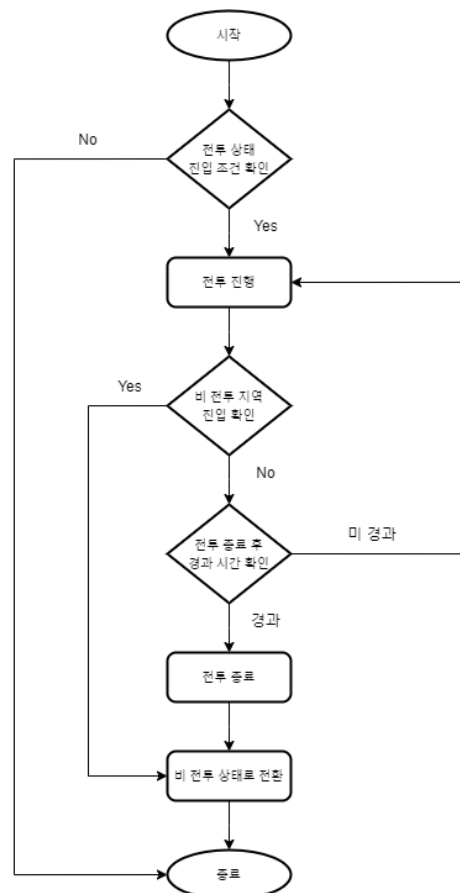 시작
No
전투 상태
진입 조건 확인
Yes
전투 진행
Yes
비 전투 지역
진입 확인
No
전투 종료 후
경과 시간 확인
미 경과
경과
전투 종료
비 전투 상태로 전환
종료